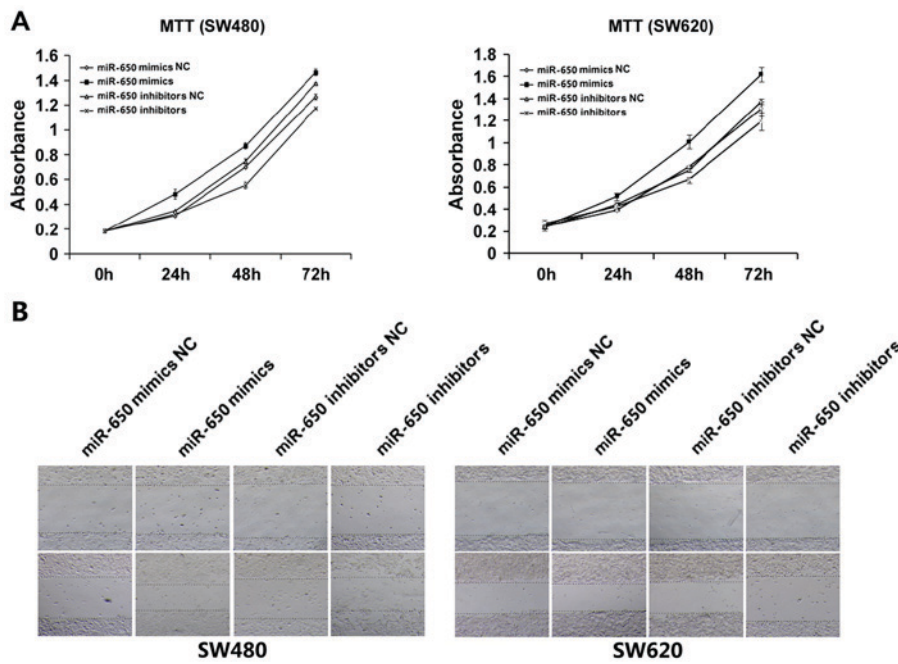 A
MTT (SW480)
miR-650 mimics NC
miR-650 mimics
miR-650 inhibitors NC
miR-650 inhibitors
Absorbance
1.6
1.4
1.2
1
0.8
0.6
0.4
0.2
0
0h 24h 48h 72h
MTT (SW620)
miR-650 mimics NC
miR-650 mimics
miR-650 inhibitors NC
miR-650 inhibitors
Absorbance
1.8
1.6
1.4
1.2
1
0.8
0.6
0.4
0.2
0
0h 24h 48h 72h
B
miR-650 mimics NC
miR-650 mimics
miR-650 inhibitors NC
miR-650 inhibitors
miR-650 mimics NC
miR-650 mimics
miR-650 inhibitors NC
miR-650 inhibitors
SW480
SW620